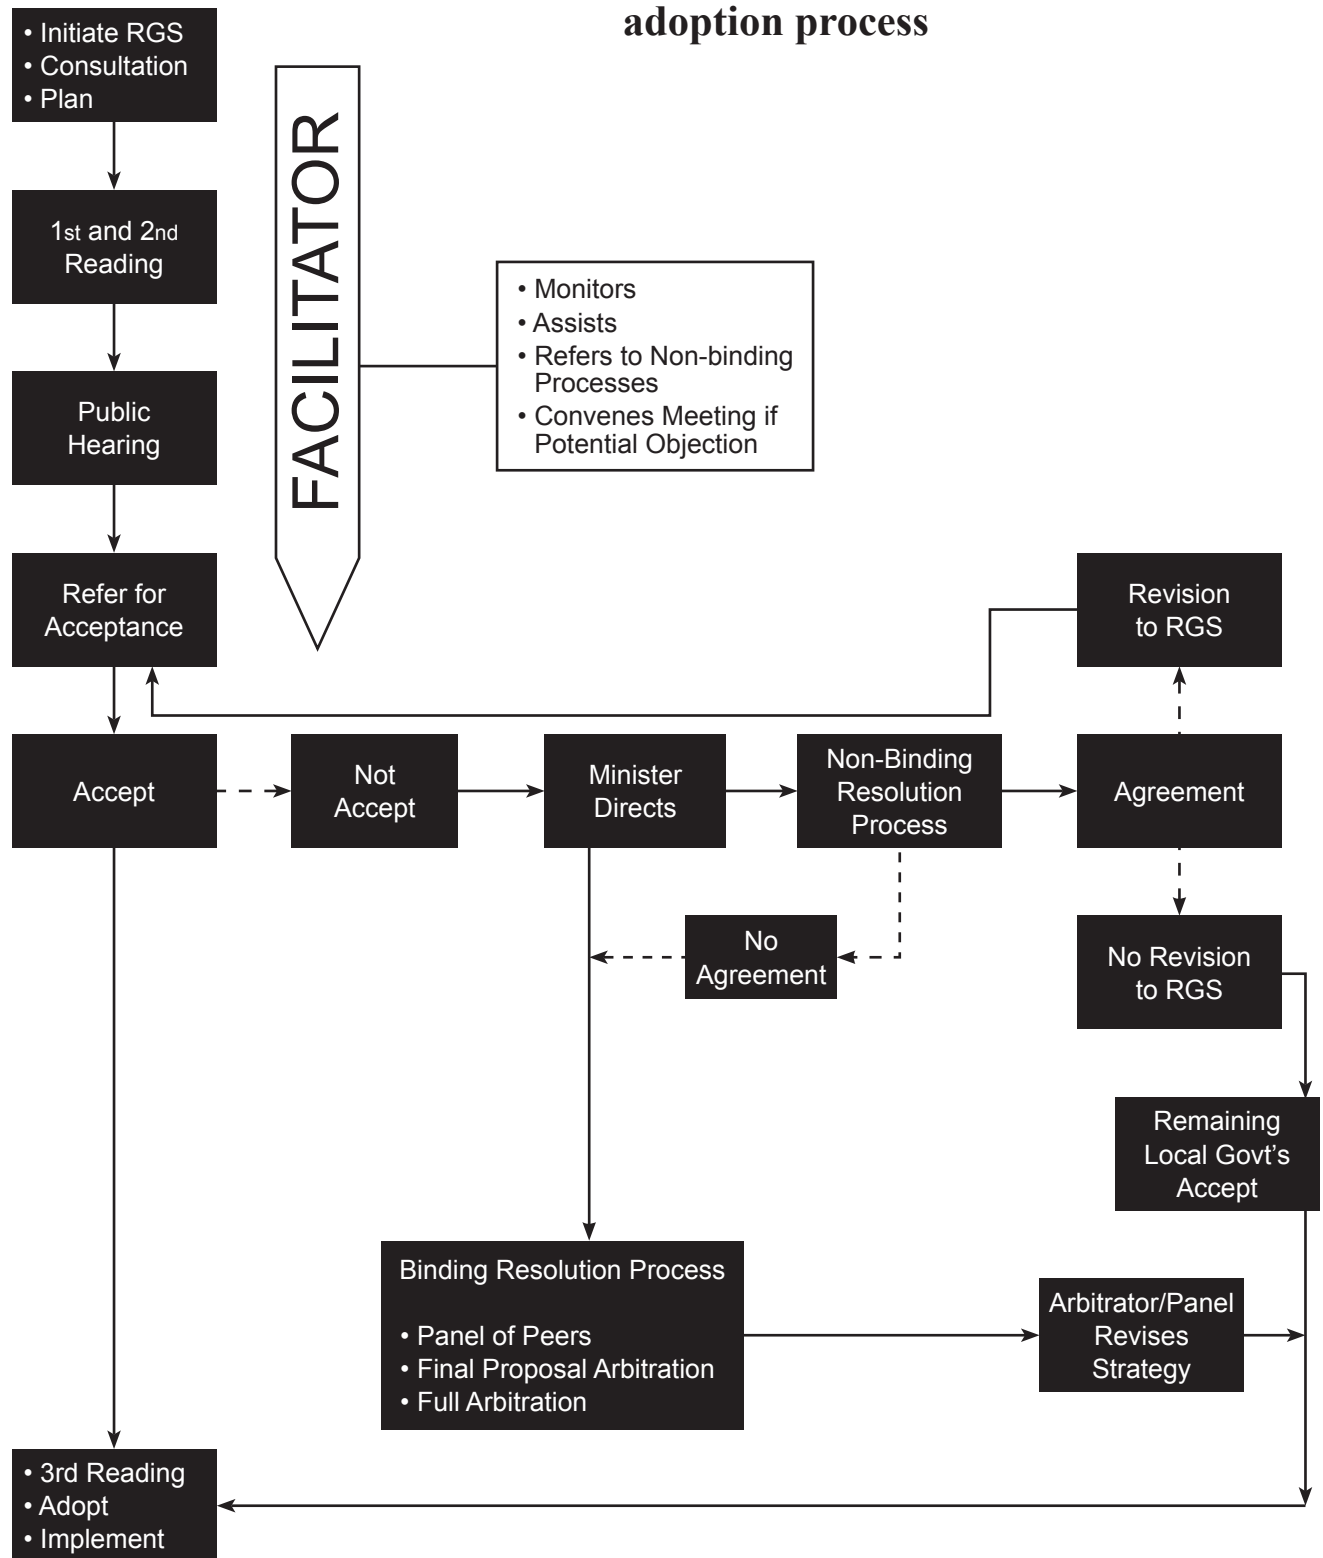 adoption process
• Initiate RGS
• Consultation
• Plan
FACILITATOR
1st and 2nd
Reading
• Monitors
• Assists
• Refers to Non-binding
Processes
• Convenes Meeting if
Potential Objection
Public
Hearing
Refer for
Acceptance
Revision
to RGS
Accept
Not
Accept
Minister
Directs
Non-Binding
Resolution
Process
Agreement
No
Agreement
No Revision
to RGS
Remaining
Local Govt’s
Accept
Binding Resolution Process
• Panel of Peers
• Final Proposal Arbitration
• Full Arbitration
Arbitrator/Panel
Revises
Strategy
• 3rd Reading
• Adopt
• Implement